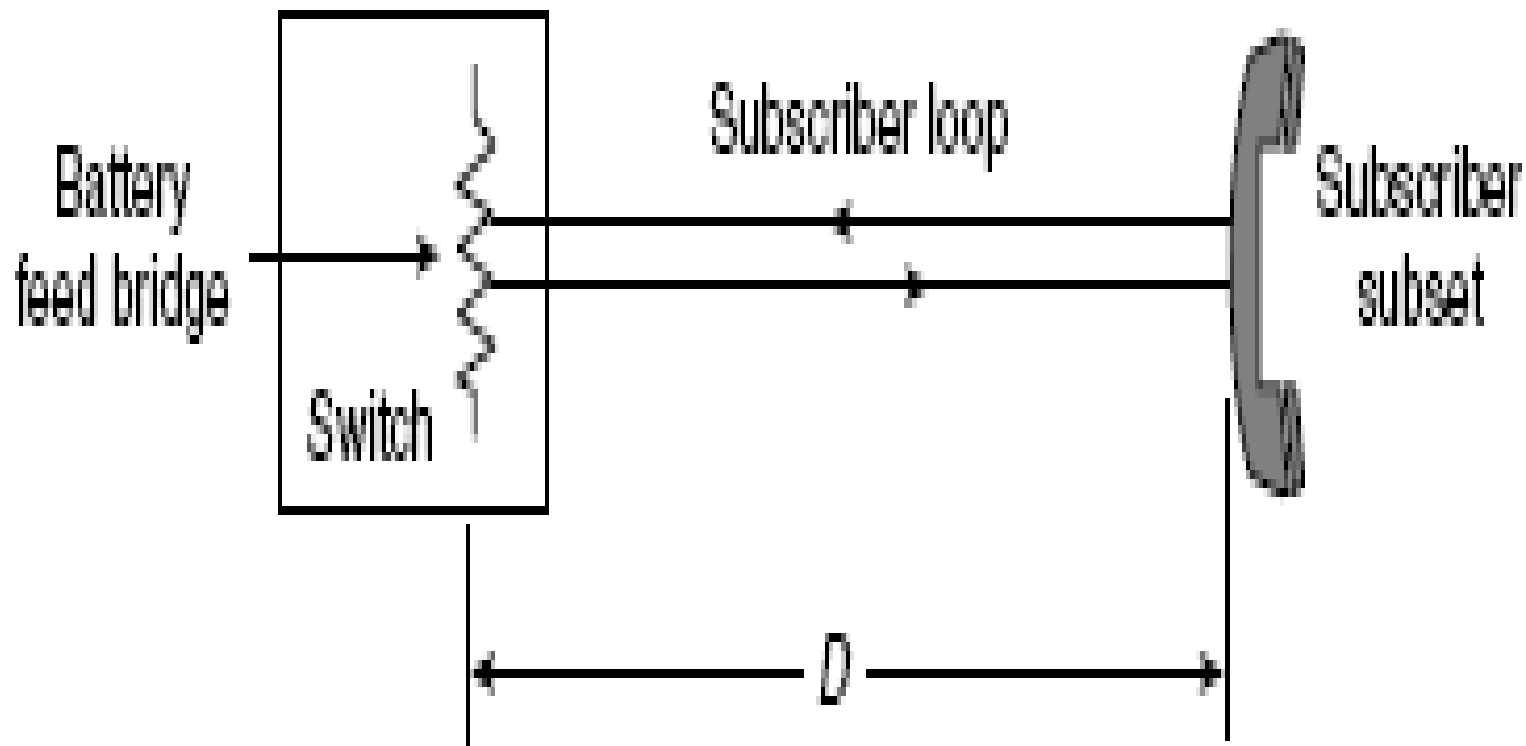 Battery
feed bridge
Switch
Subscriber loop
Subscriber
subset
D